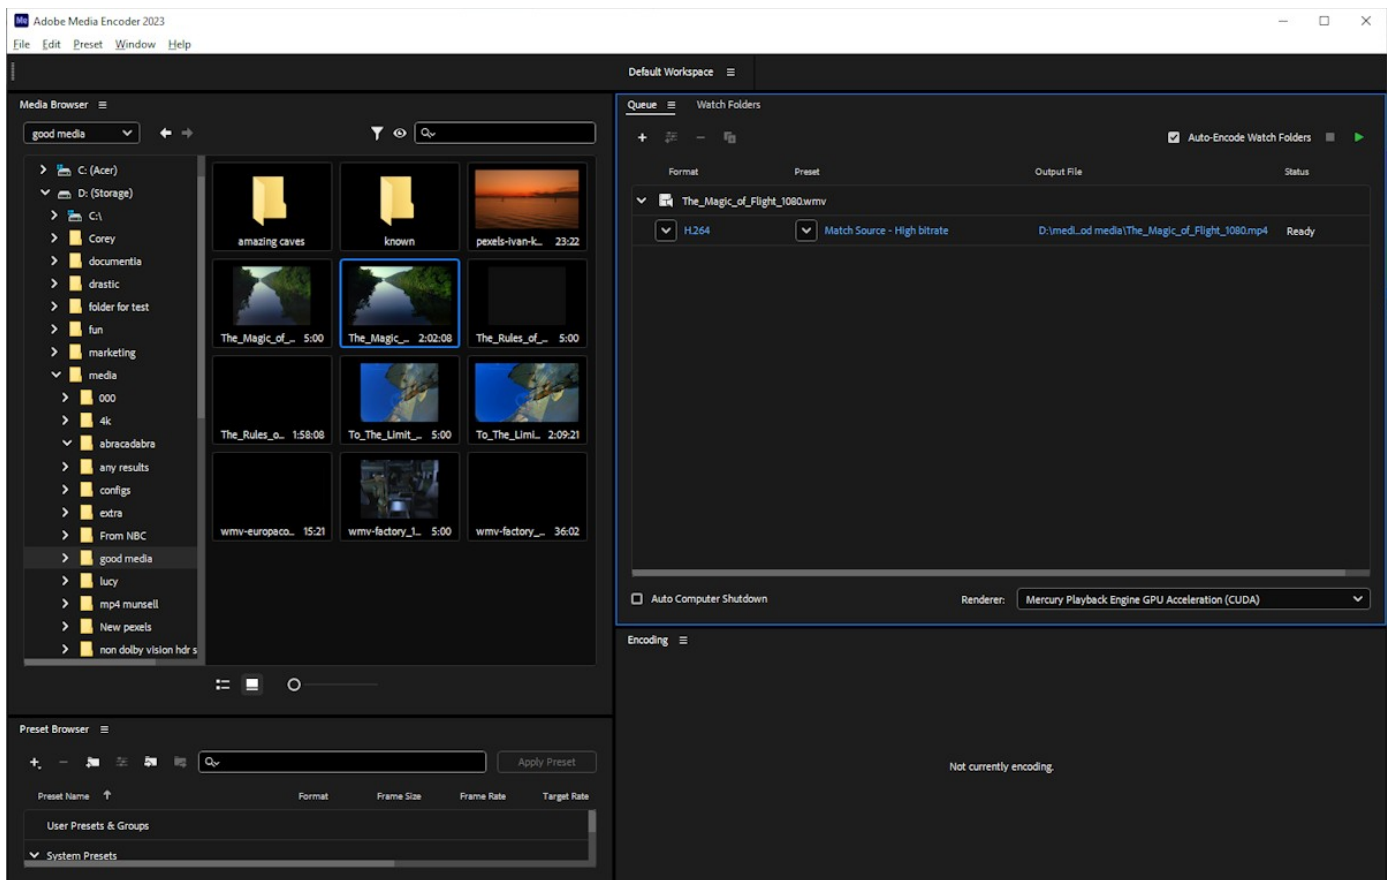 Me Adobe Media Encoder 2023
File Edit Preset Window Help
Default Workspace
Media Browser
good media
C: (Acer)
D: (Storage)
C:\
Corey
documentia
drastic
folder for test
fun
marketing
media
000
4k
abracadabra
any results
configs
extra
From NBC
good media
lucy
mp4 munsell
New pexels
non dolby vision hdr s
amazing caves
known
pexels-ivan-k... 23:22
The_Magic_of_... 5:00
The_Magic_... 2:02:08
The_Rules_of_... 5:00
The_Rules_o... 1:58:08
To_The_Limit_... 5:00
To_The_Limi... 2:09:21
wmv-europaco... 15:21
wmv-factory_1... 5:00
wmv-factory_... 36:02
Preset Browser
Apply Preset
Preset Name Format Frame Size Frame Rate Target Rate
User Presets & Groups
System Presets
Queue Watch Folders
Auto-Encode Watch Folders
Format Preset Output File Status
The_Magic_of_Flight_1080.wmv
H.264 Match Source - High bitrate D:\medi...od media\The_Magic_of_Flight_1080.mp4 Ready
Auto Computer Shutdown Renderer: Mercury Playback Engine GPU Acceleration (CUDA)
Encoding
Not currently encoding.